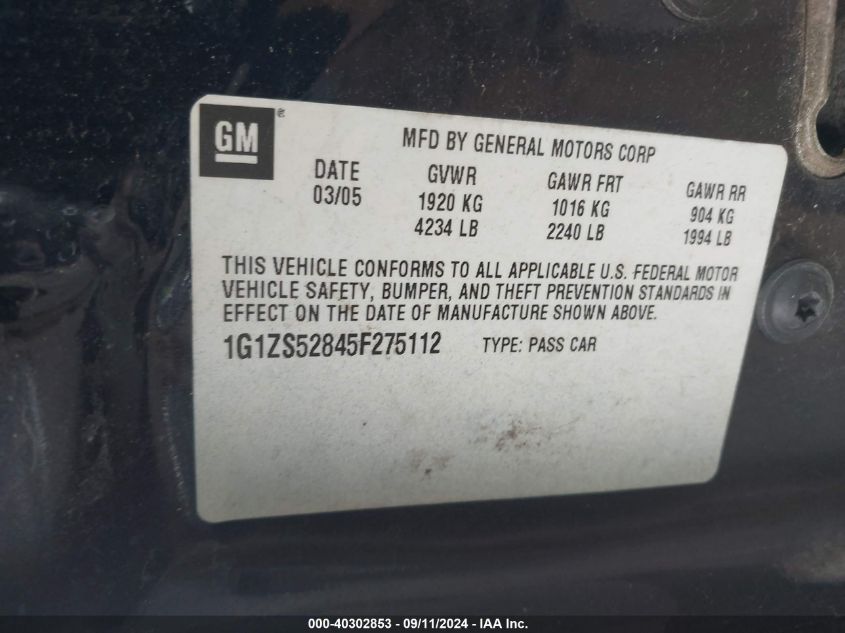 GM®
MFD BY GENERAL MOTORS CORP
DATE GVWR GAWR FRT GAWR RR
03/05 1920 KG 1016 KG 904 KG
4234 LB 2240 LB 1994 LB
THIS VEHICLE CONFORMS TO ALL APPLICABLE U.S. FEDERAL MOTOR
VEHICLE SAFETY, BUMPER, AND THEFT PREVENTION STANDARDS IN
EFFECT ON THE DATE OF MANUFACTURE SHOWN ABOVE.
1G1ZS52845F275112 TYPE: PASS CAR
000-40302853 - 09/11/2024 - IAA Inc.